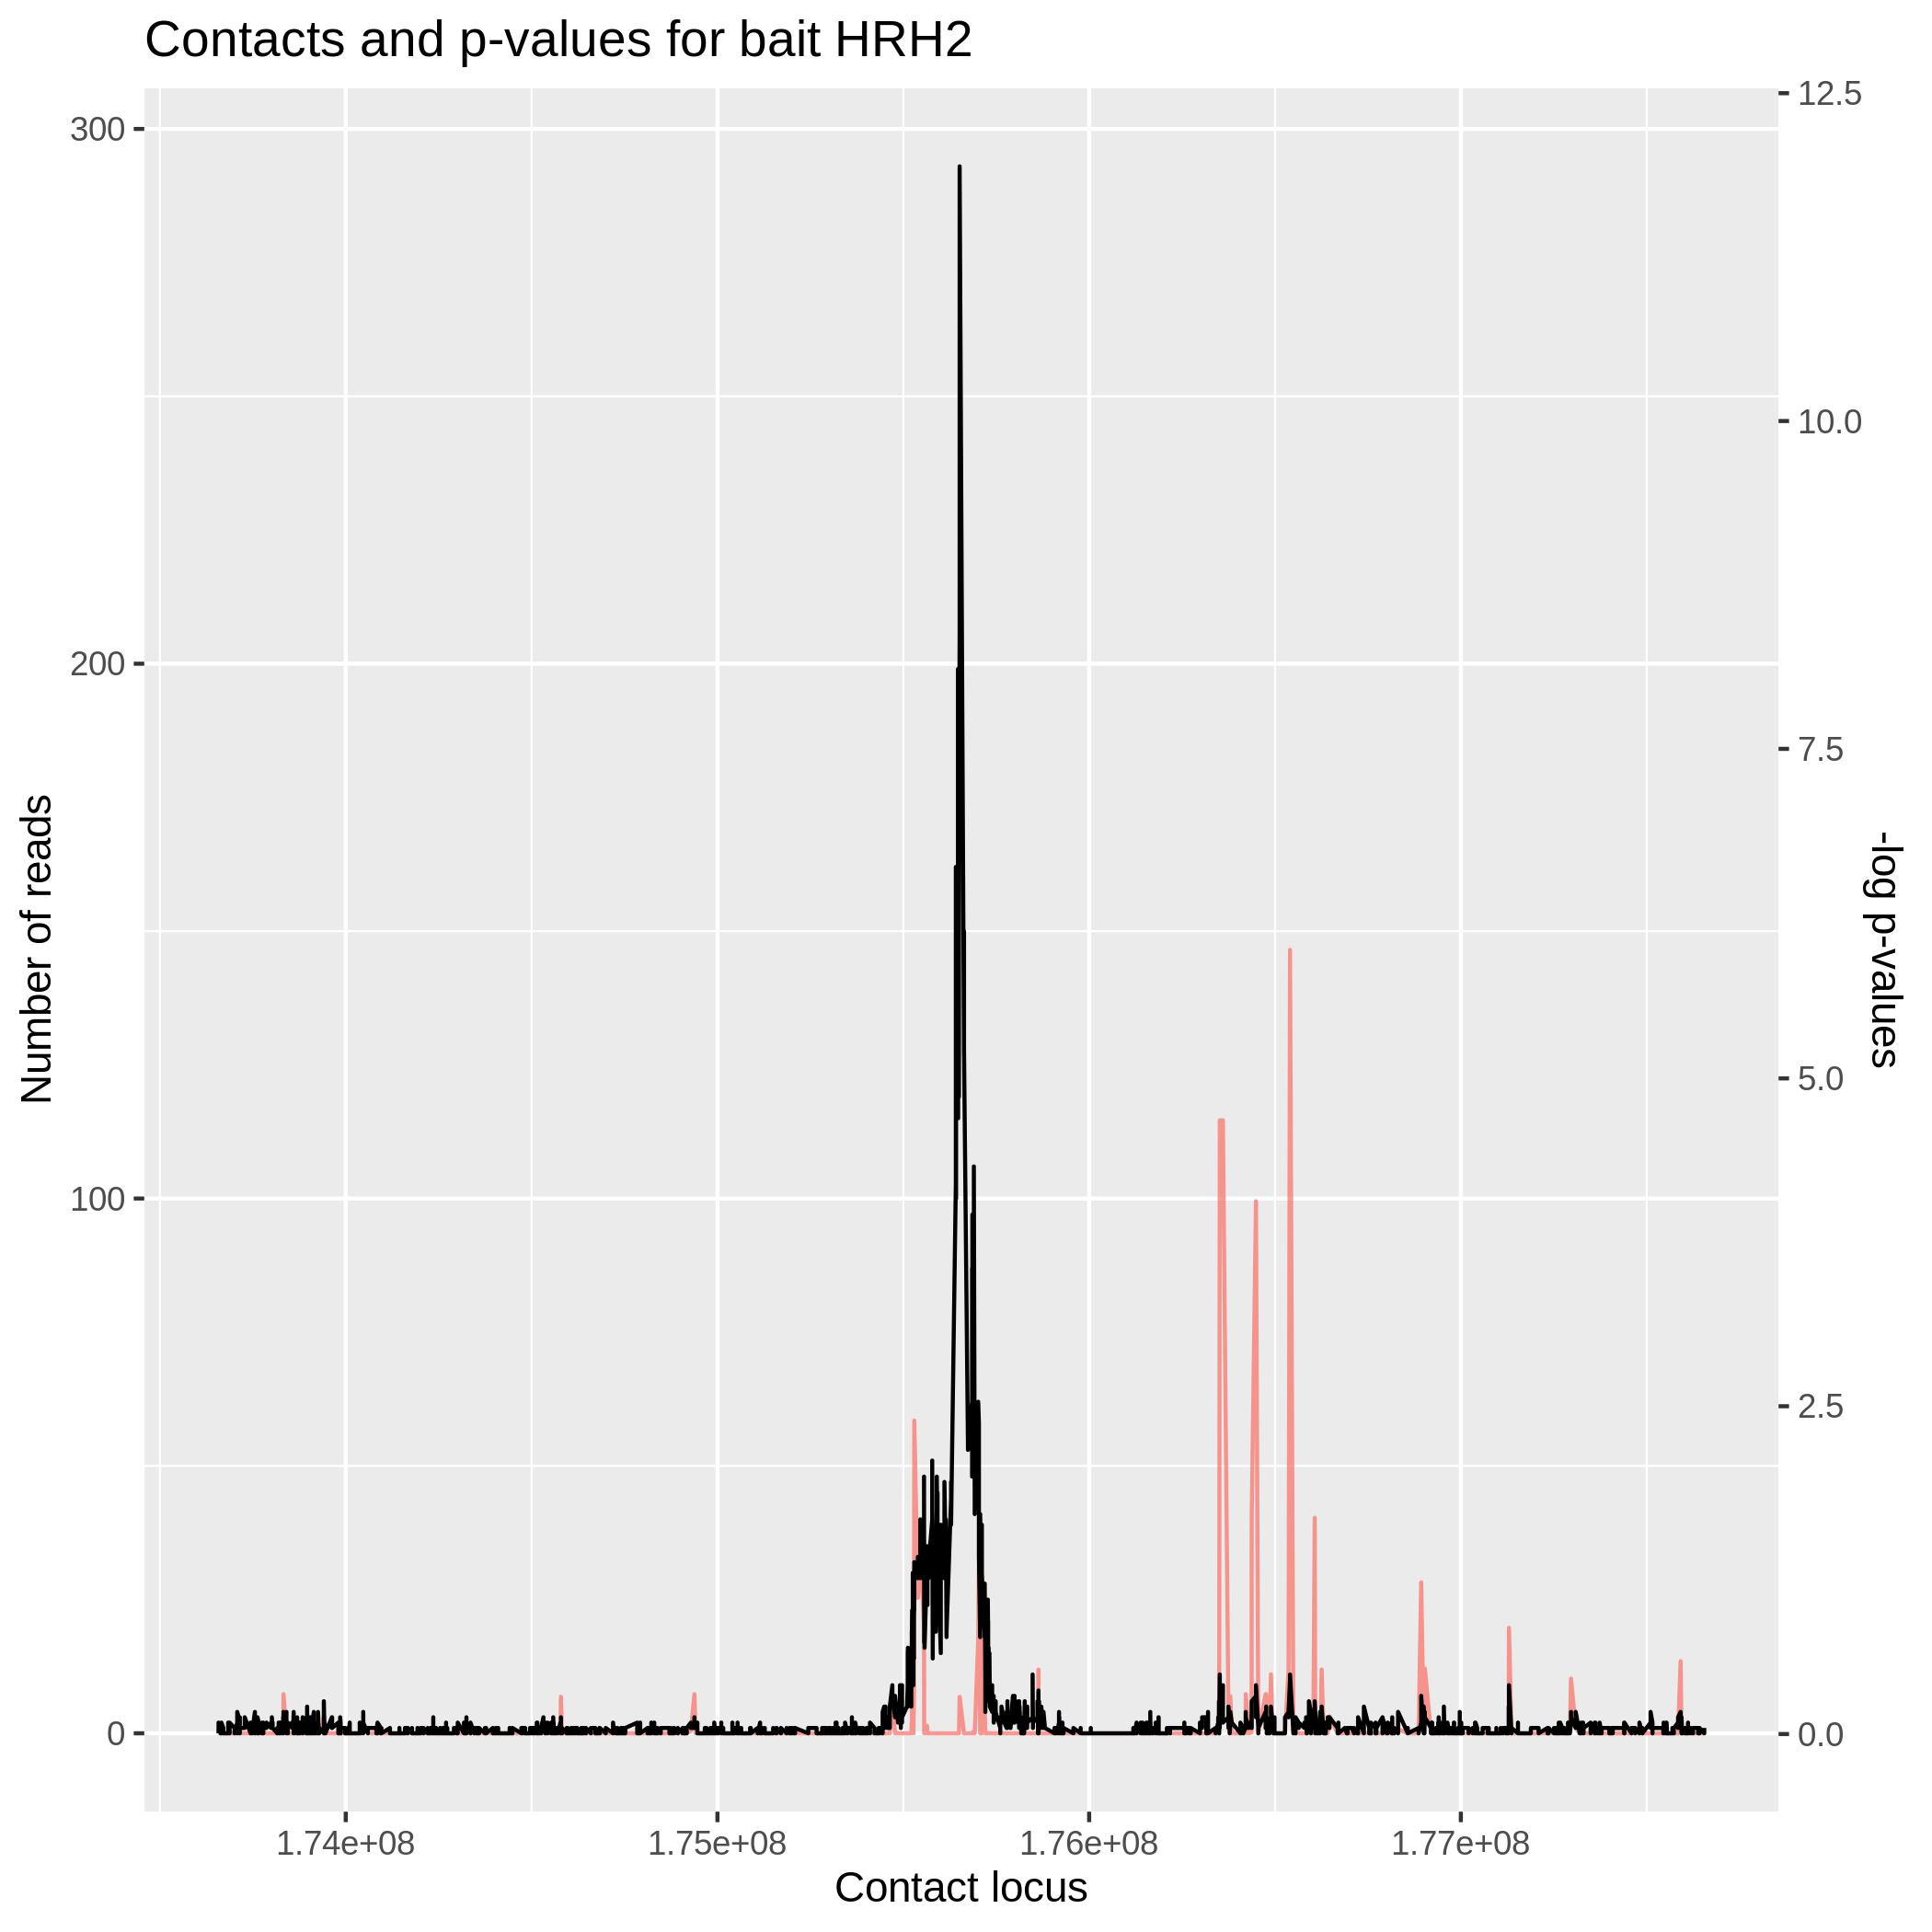 Contacts and p-values for bait HRH2
300
200
100
0
12.5
10.0
7.5
5.0
2.5
0.0
Number of reads
-log p-values
1.74e+08
1.75e+08
1.76e+08
1.77e+08
Contact locus